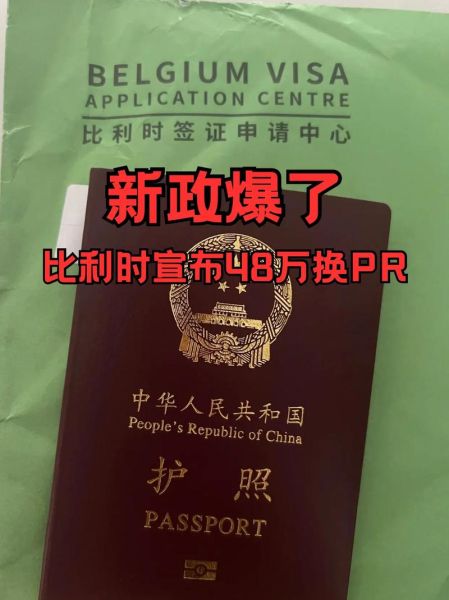 BELGIUM VISA
APPLICATION CENTRE
比利时签证申请中心
新政爆了
比利时宣布48万换PR
中华人民共和国
People's Republic of China
护照
PASSPORT